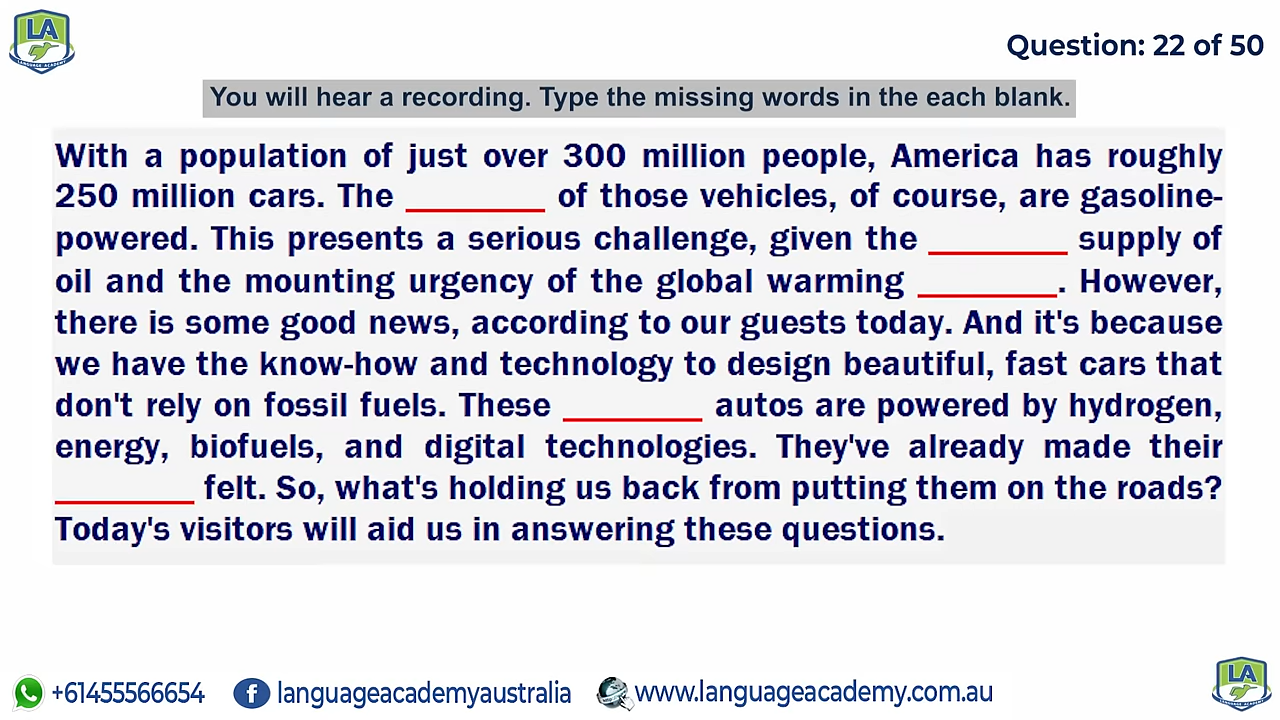 LA
LANGUAGE ACADEMY
Question: 22 of 50
You will hear a recording. Type the missing words in the each blank.
With a population of just over 300 million people, America has roughly
250 million cars. The ________ of those vehicles, of course, are gasoline-
powered. This presents a serious challenge, given the ________ supply of
oil and the mounting urgency of the global warming ________. However,
there is some good news, according to our guests today. And it's because
we have the know-how and technology to design beautiful, fast cars that
don't rely on fossil fuels. These ________ autos are powered by hydrogen,
energy, biofuels, and digital technologies. They've already made their
________ felt. So, what's holding us back from putting them on the roads?
Today's visitors will aid us in answering these questions.
+61455566654 languageacademyaustralia www.languageacademy.com.au
LA
LANGUAGE ACADEMY